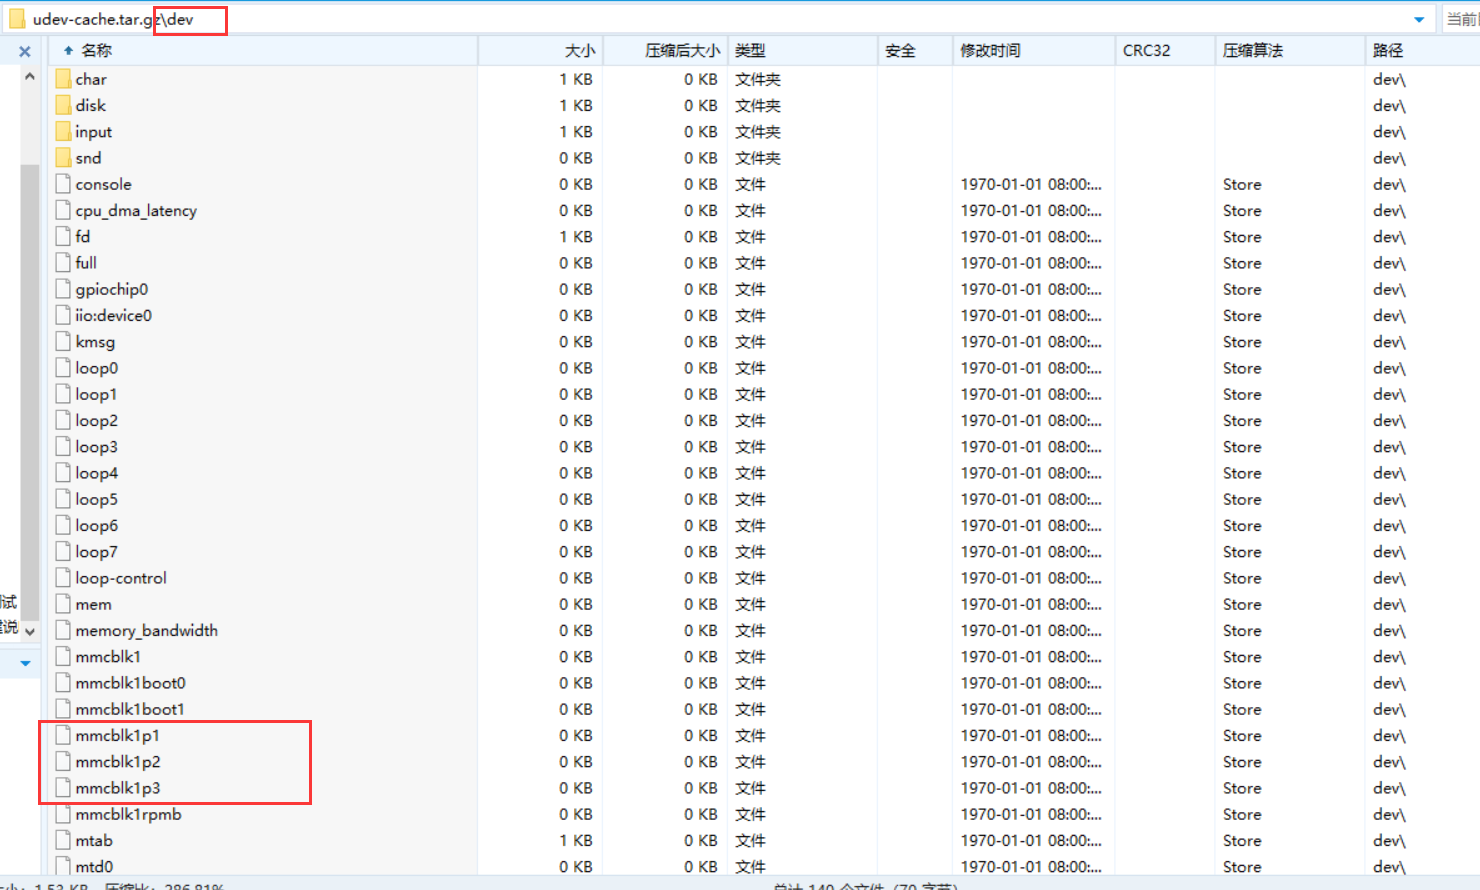 udev-cache.tar.gz\dev 当前
名称 大小 压缩后大小 类型 安全 修改时间 CRC32 压缩算法 路径
char 1 KB 0 KB 文件夹 dev\
disk 1 KB 0 KB 文件夹 dev\
input 1 KB 0 KB 文件夹 dev\
snd 0 KB 0 KB 文件夹 dev\
console 0 KB 0 KB 文件 1970-01-01 08:00:... Store dev\
cpu_dma_latency 0 KB 0 KB 文件 1970-01-01 08:00:... Store dev\
fd 1 KB 0 KB 文件 1970-01-01 08:00:... Store dev\
full 0 KB 0 KB 文件 1970-01-01 08:00:... Store dev\
gpiochip0 0 KB 0 KB 文件 1970-01-01 08:00:... Store dev\
iio:device0 0 KB 0 KB 文件 1970-01-01 08:00:... Store dev\
kmsg 0 KB 0 KB 文件 1970-01-01 08:00:... Store dev\
loop0 0 KB 0 KB 文件 1970-01-01 08:00:... Store dev\
loop1 0 KB 0 KB 文件 1970-01-01 08:00:... Store dev\
loop2 0 KB 0 KB 文件 1970-01-01 08:00:... Store dev\
loop3 0 KB 0 KB 文件 1970-01-01 08:00:... Store dev\
loop4 0 KB 0 KB 文件 1970-01-01 08:00:... Store dev\
loop5 0 KB 0 KB 文件 1970-01-01 08:00:... Store dev\
loop6 0 KB 0 KB 文件 1970-01-01 08:00:... Store dev\
loop7 0 KB 0 KB 文件 1970-01-01 08:00:... Store dev\
loop-control 0 KB 0 KB 文件 1970-01-01 08:00:... Store dev\
试 mem 0 KB 0 KB 文件 1970-01-01 08:00:... Store dev\
说 memory_bandwidth 0 KB 0 KB 文件 1970-01-01 08:00:... Store dev\
mmcblk1 0 KB 0 KB 文件 1970-01-01 08:00:... Store dev\
mmcblk1boot0 0 KB 0 KB 文件 1970-01-01 08:00:... Store dev\
mmcblk1boot1 0 KB 0 KB 文件 1970-01-01 08:00:... Store dev\
mmcblk1p1 0 KB 0 KB 文件 1970-01-01 08:00:... Store dev\
mmcblk1p2 0 KB 0 KB 文件 1970-01-01 08:00:... Store dev\
mmcblk1p3 0 KB 0 KB 文件 1970-01-01 08:00:... Store dev\
mmcblk1rpmb 0 KB 0 KB 文件 1970-01-01 08:00:... Store dev\
mtab 1 KB 0 KB 文件 1970-01-01 08:00:... Store dev\
mtd0 0 KB 0 KB 文件 1970-01-01 08:00:... Store dev\
1.53 KB 压缩比: 286.81% 总计 140 个文件 (70 字节)